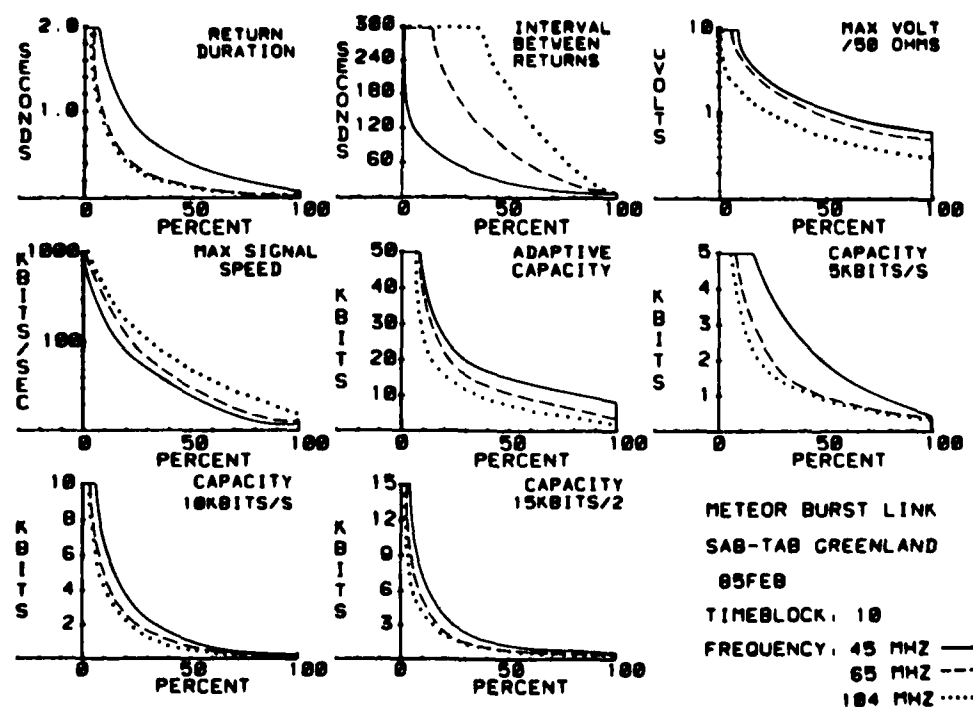 2.0
1.0
SECONDS
RETURN
DURATION
0 50 100
PERCENT
300
240
180
120
60
SECONDS
INTERVAL
BETWEEN
RETURNS
0 50 100
PERCENT
10
1
UVOLTS
MAX VOLT
/50 OHMS
0 50 100
PERCENT
1000
100
KBITS/SEC
MAX SIGNAL
SPEED
0 50 100
PERCENT
50
40
30
20
10
KBITS
ADAPTIVE
CAPACITY
0 50 100
PERCENT
5
4
3
2
1
KBITS
CAPACITY
5KBITS/S
0 50 100
PERCENT
10
8
6
4
2
KBITS
CAPACITY
10KBITS/S
0 50 100
PERCENT
15
12
9
6
3
KBITS
CAPACITY
15KBITS/2
0 50 100
PERCENT
METEOR BURST LINK
SAB-TAB GREENLAND
85FEB
TIMEBLOCK: 10
FREQUENCY: 45 MHZ
65 MHZ
104 MHZ